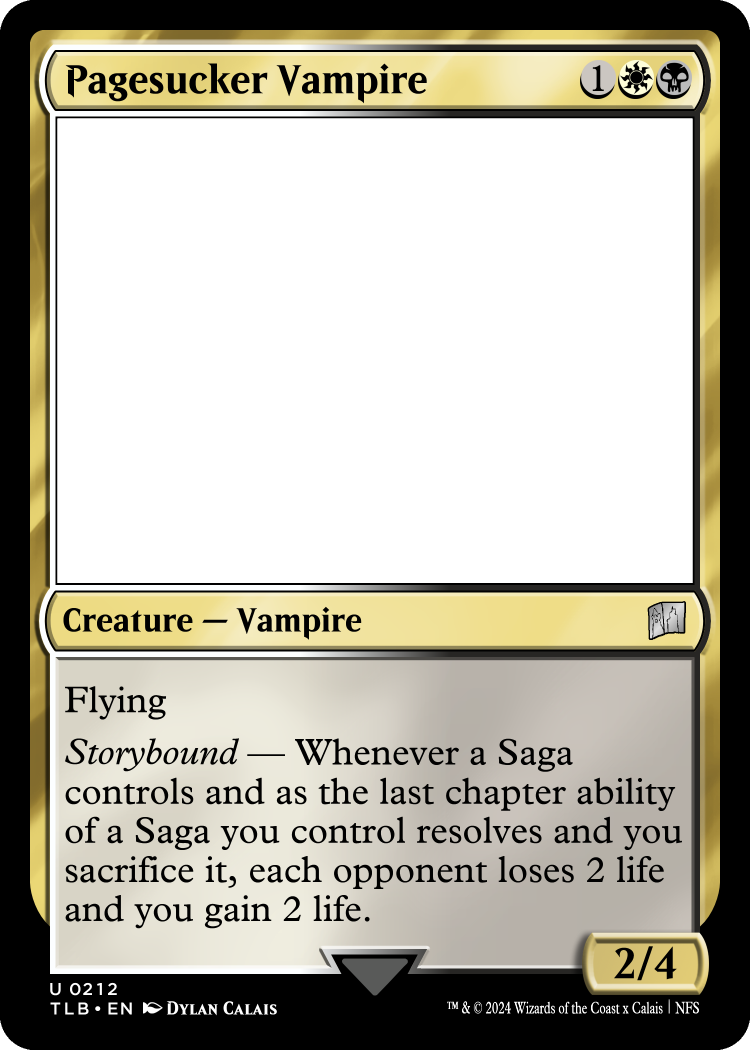 Pagesucker Vampire 1
Creature — Vampire
Flying
Storybound — Whenever a Saga
controls and as the last chapter ability
of a Saga you control resolves and you
sacrifice it, each opponent loses 2 life
and you gain 2 life.
2/4
U 0212
TLB • EN Dylan Calais
™ & © 2024 Wizards of the Coast x Calais | NFS